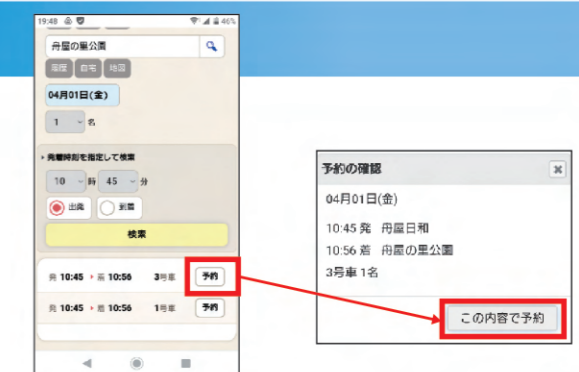 19:48
46%
舟屋の里公園
履歴 自宅 地図
04月01日(金)
1 名
発着時刻を指定して検索
10 時 45 分
出発 到着
検索
発 10:45 着 10:56 3号車 予約
発 10:45 着 10:56 1号車 予約
予約の確認
04月01日(金)
10:45 発 舟屋日和
10:56 着 舟屋の里公園
3号車 1名
この内容で予約